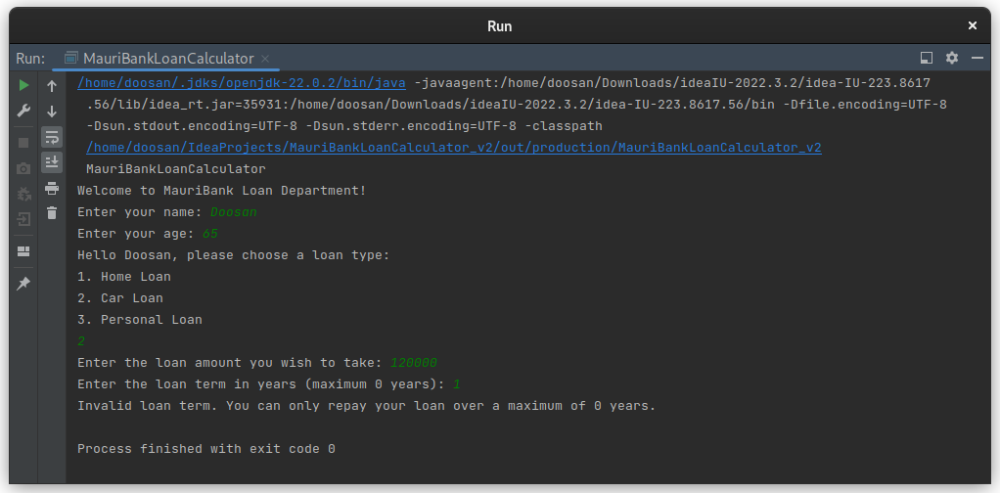 Run
Run: MauriBankLoanCalculator
/home/doosan/.jdks/openjdk-22.0.2/bin/java -javaagent:/home/doosan/Downloads/ideaIU-2022.3.2/idea-IU-223.8617
.56/lib/idea_rt.jar=35931:/home/doosan/Downloads/ideaIU-2022.3.2/idea-IU-223.8617.56/bin -Dfile.encoding=UTF-8
-Dsun.stdout.encoding=UTF-8 -Dsun.stderr.encoding=UTF-8 -classpath
/home/doosan/IdeaProjects/MauriBankLoanCalculator_v2/out/production/MauriBankLoanCalculator_v2
MauriBankLoanCalculator
Welcome to MauriBank Loan Department!
Enter your name: Doosan
Enter your age: 65
Hello Doosan, please choose a loan type:
1. Home Loan
2. Car Loan
3. Personal Loan
2
Enter the loan amount you wish to take: 120000
Enter the loan term in years (maximum 0 years): 1
Invalid loan term. You can only repay your loan over a maximum of 0 years.
Process finished with exit code 0